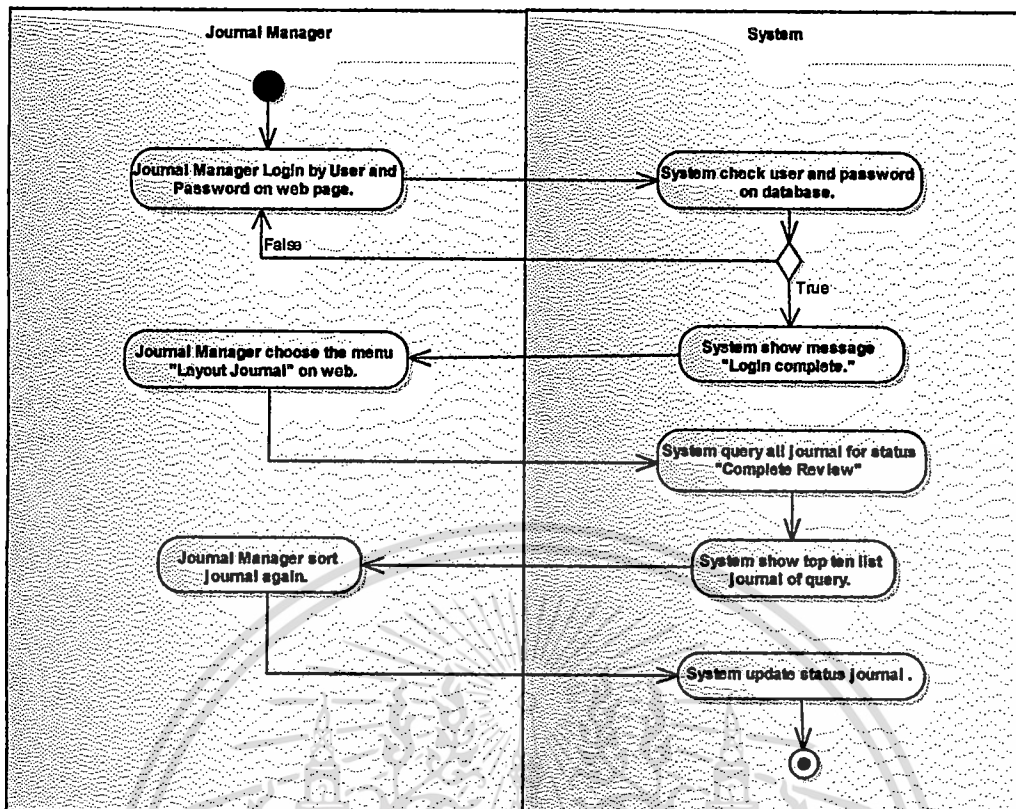 Journal Manager
System
Journal Manager Login by User and
Password on web page.
System check user and password
on database.
False
True
System show message
"Login complete."
Journal Manager choose the menu
"Layout Journal" on web.
System query all journal for status
"Complete Review"
System show top ten list
journal of query.
Journal Manager sort
journal again.
System update status journal .